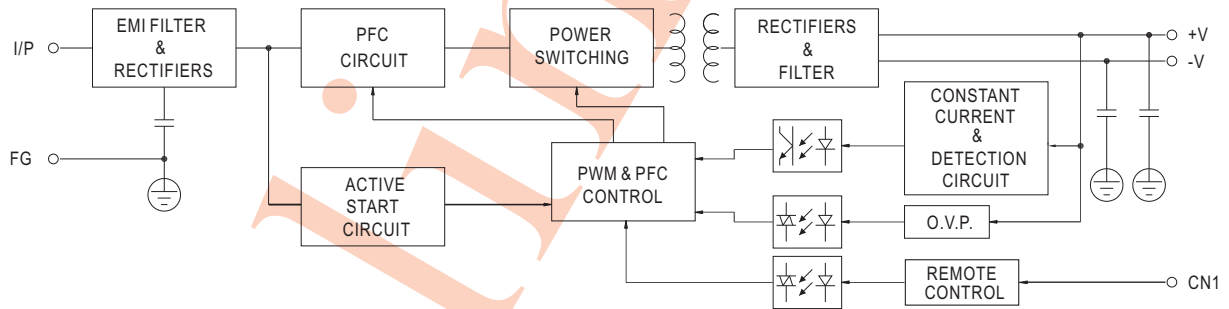 I/P
EMI FILTER
&
RECTIFIERS
PFC
CIRCUIT
POWER
SWITCHING
RECTIFIERS
&
FILTER
+V
-V
CONSTANT
CURRENT
&
DETECTION
CIRCUIT
FG
ACTIVE
START
CIRCUIT
PWM & PFC
CONTROL
O.V.P.
REMOTE
CONTROL
CN1